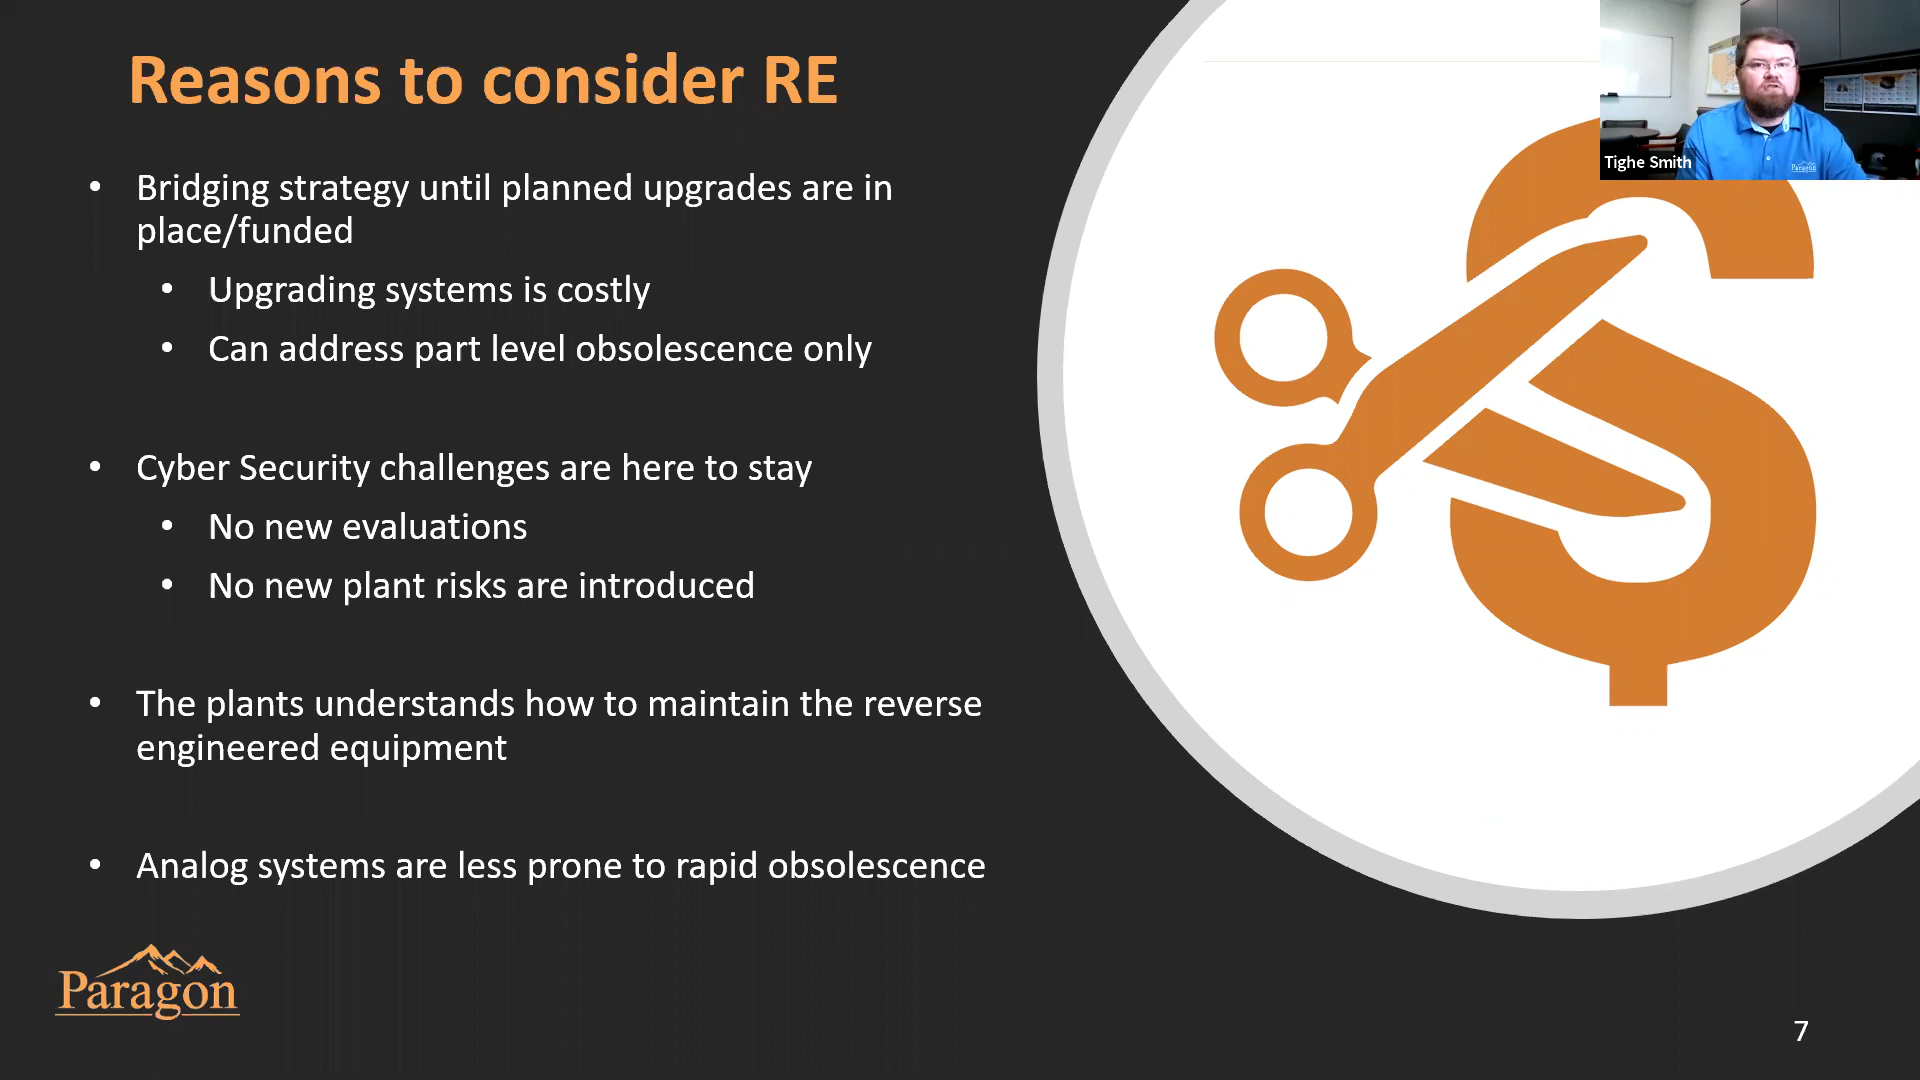 Reasons to consider RE
Tighe Smith
• Bridging strategy until planned upgrades are in
place/funded
• Upgrading systems is costly
• Can address part level obsolescence only
• Cyber Security challenges are here to stay
• No new evaluations
• No new plant risks are introduced
• The plants understands how to maintain the reverse
engineered equipment
• Analog systems are less prone to rapid obsolescence
Paragon
7